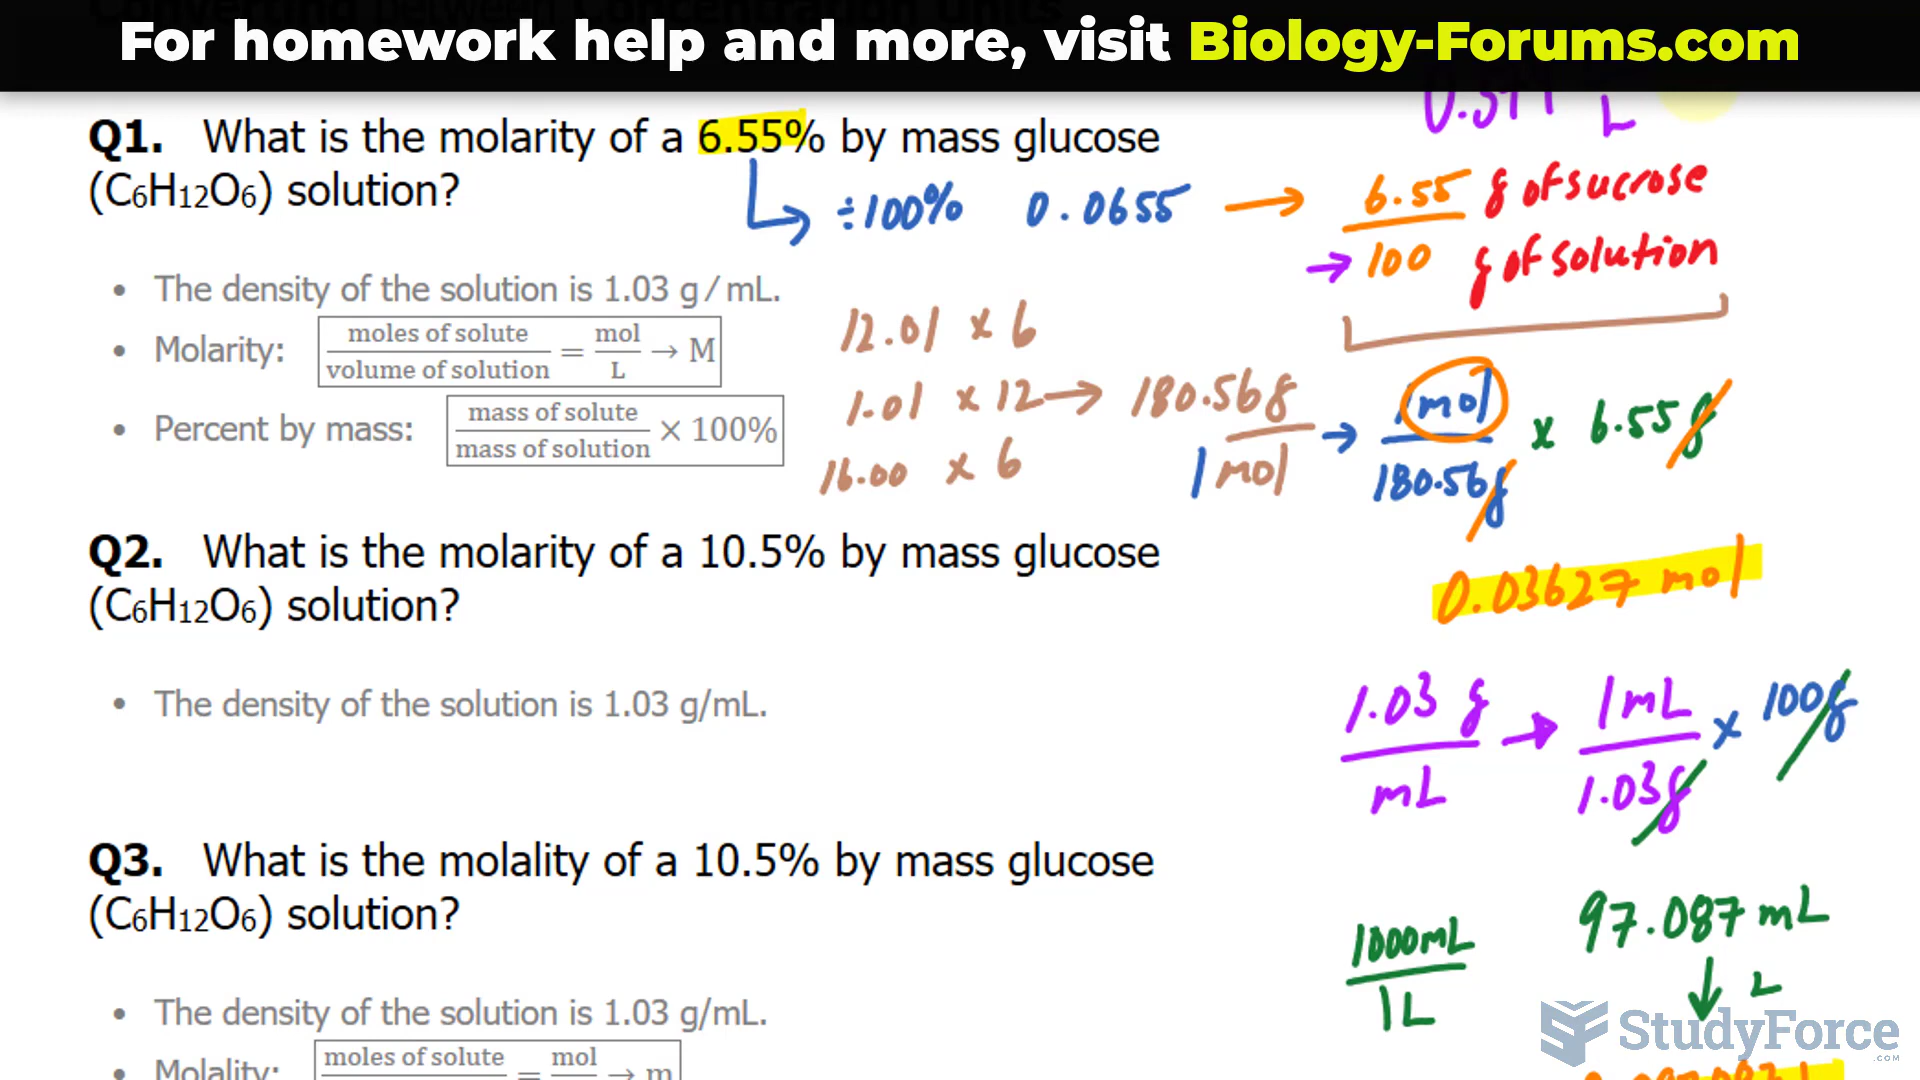 Converting between Concentration Units
For homework help and more, visit Biology-Forums.com
L
Q1. What is the molarity of a 6.55% by mass glucose
(C6H12O6) solution?
÷100% 0.0655 →
6.55 g of sucrose
→ 100 g of solution
• The density of the solution is 1.03 g / mL.
• Molarity: moles of solute / volume of solution = mol / L → M
• Percent by mass: mass of solute / mass of solution × 100%
12.01 x 6
1.01 x 12 → 180.56g / 1 mol
16.00 x 6
→ 1mol / 180.56g x 6.55g
0.03627 mol
Q2. What is the molarity of a 10.5% by mass glucose
(C6H12O6) solution?
• The density of the solution is 1.03 g/mL.
1.03 g / mL → 1mL / 1.03g x 100g
Q3. What is the molality of a 10.5% by mass glucose
(C6H12O6) solution?
1000mL / 1L
97.087 mL
↓ L
• The density of the solution is 1.03 g/mL.
• Molality: moles of solute = mol → m
StudyForce
.COM